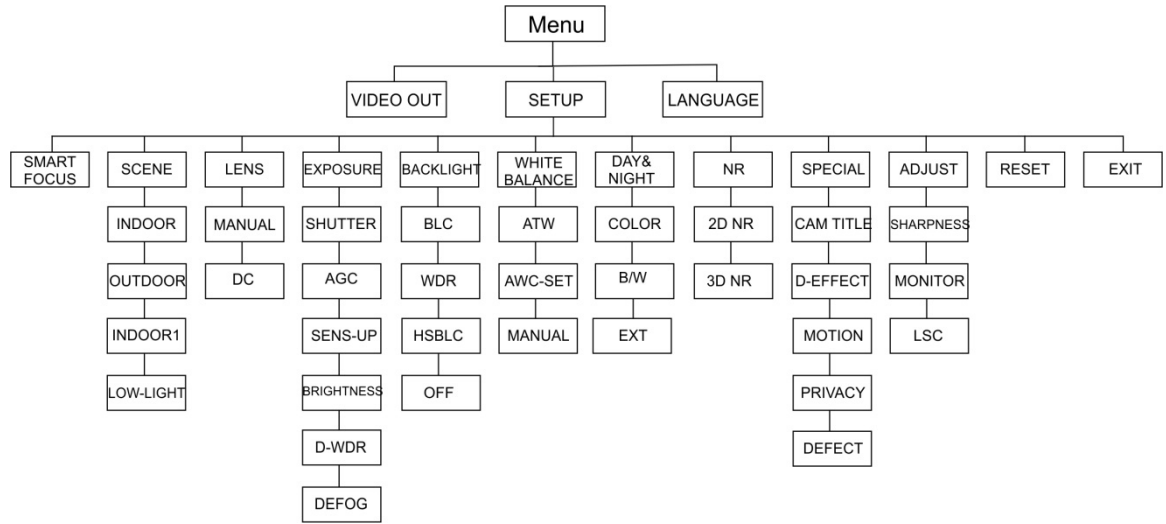 Menu
VIDEO OUT
SETUP
LANGUAGE
SMART
FOCUS
SCENE
LENS
EXPOSURE
BACKLIGHT
WHITE
BALANCE
DAY&
NIGHT
NR
SPECIAL
ADJUST
RESET
EXIT
INDOOR
MANUAL
SHUTTER
BLC
ATW
COLOR
2D NR
CAM TITLE
SHARPNESS
OUTDOOR
DC
AGC
WDR
AWC-SET
B/W
3D NR
D-EFFECT
MONITOR
INDOOR1
SENS-UP
HSBLC
MANUAL
EXT
MOTION
LSC
LOW-LIGHT
BRIGHTNESS
OFF
PRIVACY
D-WDR
DEFECT
DEFOG